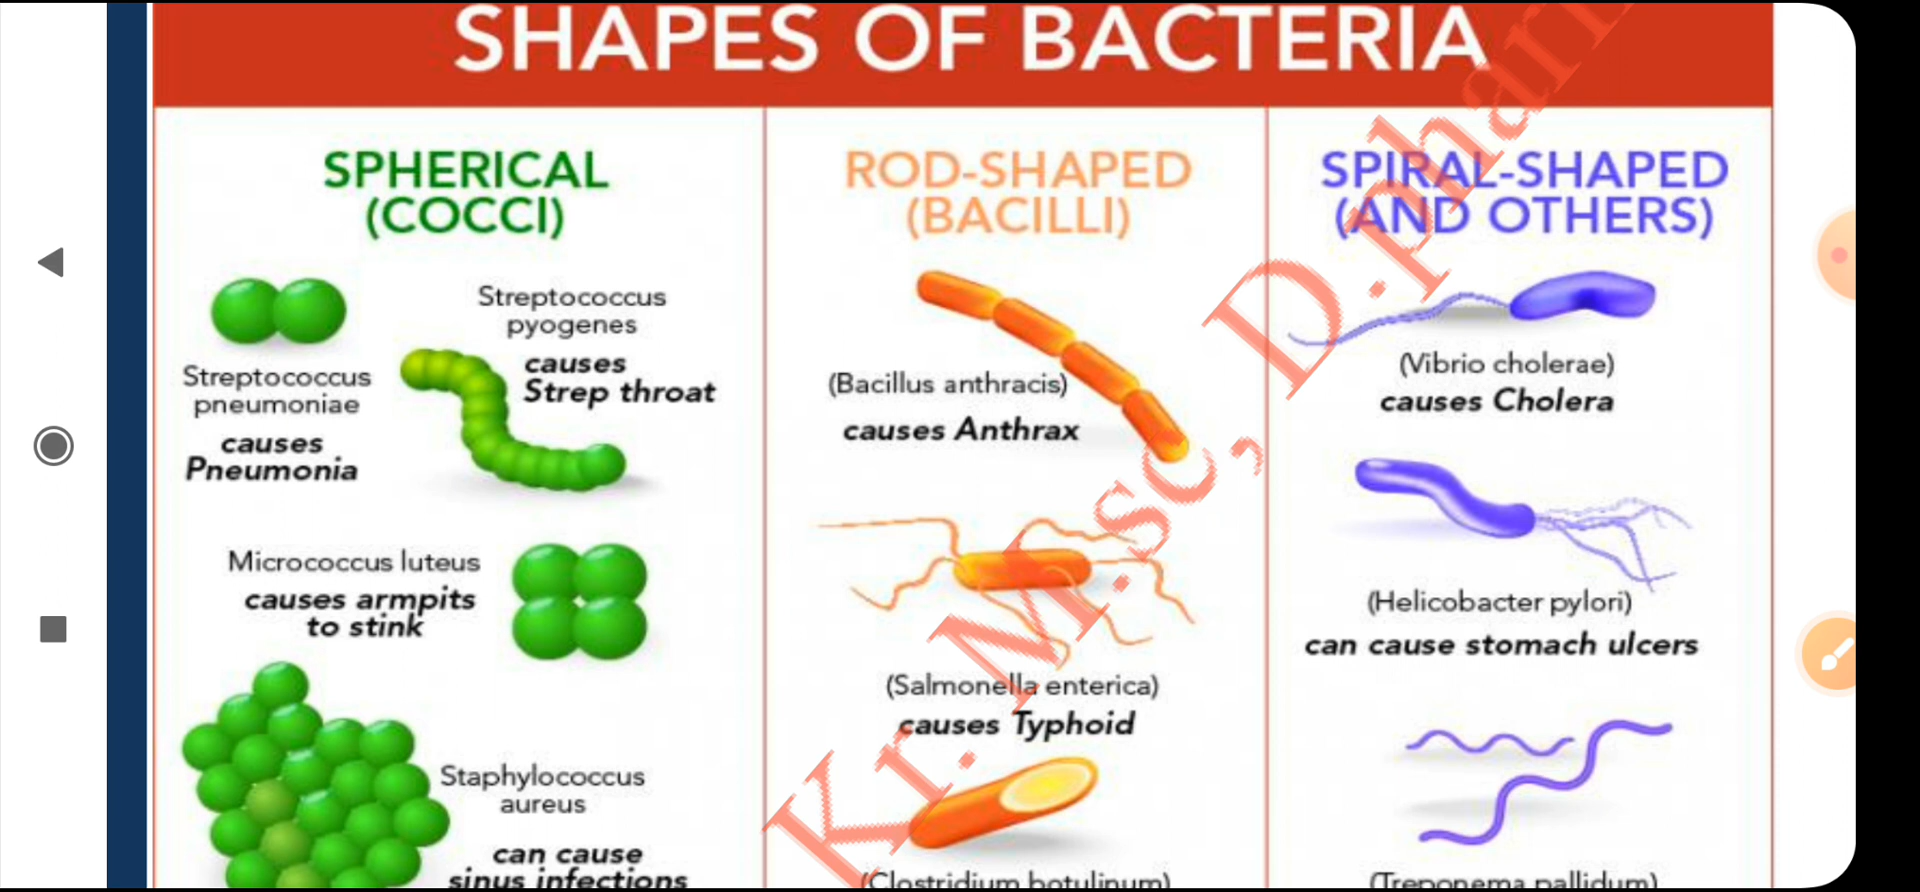 SHAPES OF BACTERIA
SPHERICAL
(COCCI)
Streptococcus
pneumoniae
causes
Pneumonia
Streptococcus
pyogenes
causes
Strep throat
Micrococcus luteus
causes armpits
to stink
Staphylococcus
aureus
can cause
sinus infections
ROD-SHAPED
(BACILLI)
(Bacillus anthracis)
causes Anthrax
(Salmonella enterica)
causes Typhoid
(Clostridium botulinum)
SPIRAL-SHAPED
(AND OTHERS)
(Vibrio cholerae)
causes Cholera
(Helicobacter pylori)
can cause stomach ulcers
(Treponema pallidum)
Kr. M.sc, D.pharm